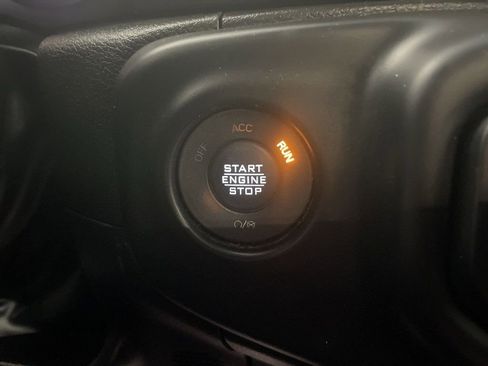 ACC
OFF
RUN
START
ENGINE
STOP